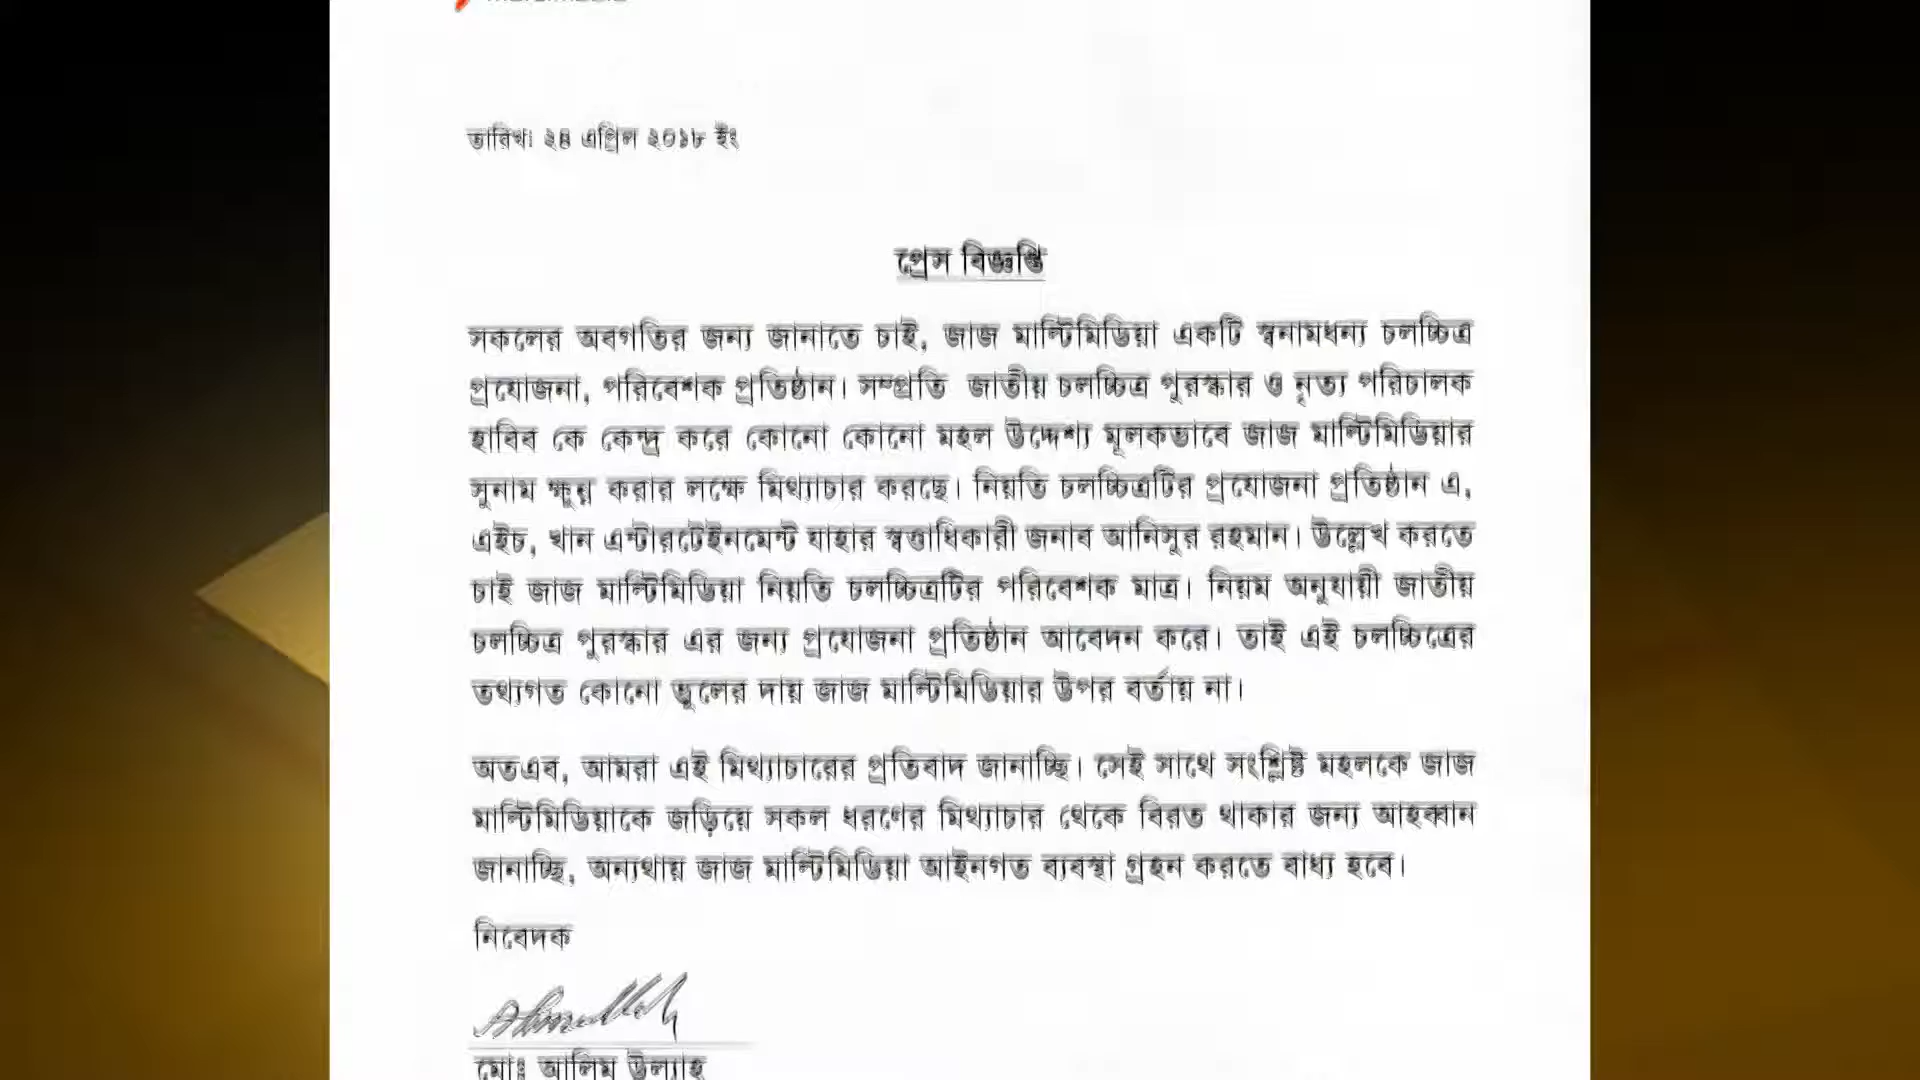 তারিখঃ ২৪ এপ্রিল ২০১৮ ইং
প্রেস বিজ্ঞপ্তি
সকলের অবগতির জন্য জানাতে চাই, জাজ মাল্টিমিডিয়া একটি স্বনামধন্য চলচ্চিত্র
প্রযোজনা, পরিবেশক প্রতিষ্ঠান। সম্প্রতি জাতীয় চলচ্চিত্র পুরস্কার ও নৃত্য পরিচালক
হাবিব কে কেন্দ্র করে কোনো কোনো মহল উদ্দেশ্য মূলকভাবে জাজ মাল্টিমিডিয়ার
সুনাম ক্ষুন্ন করার লক্ষে মিথ্যাচার করছে। নিয়তি চলচ্চিত্রটির প্রযোজনা প্রতিষ্ঠান এ,
এইচ, খান এন্টারটেইনমেন্ট যাহার স্বত্তাধিকারী জনাব আনিসুর রহমান। উল্লেখ করতে
চাই জাজ মাল্টিমিডিয়া নিয়তি চলচ্চিত্রটির পরিবেশক মাত্র। নিয়ম অনুযায়ী জাতীয়
চলচ্চিত্র পুরস্কার এর জন্য প্রযোজনা প্রতিষ্ঠান আবেদন করে। তাই এই চলচ্চিত্রের
তথ্যগত কোনো ভুলের দায় জাজ মাল্টিমিডিয়ার উপর বর্তায় না।
অতএব, আমরা এই মিথ্যাচারের প্রতিবাদ জানাচ্ছি। সেই সাথে সংশ্লিষ্ট মহলকে জাজ
মাল্টিমিডিয়াকে জড়িয়ে সকল ধরণের মিথ্যাচার থেকে বিরত থাকার জন্য আহব্বান
জানাচ্ছি, অন্যথায় জাজ মাল্টিমিডিয়া আইনগত ব্যবস্থা গ্রহন করতে বাধ্য হবে।
নিবেদক
মোঃ আলিম উল্যাহ